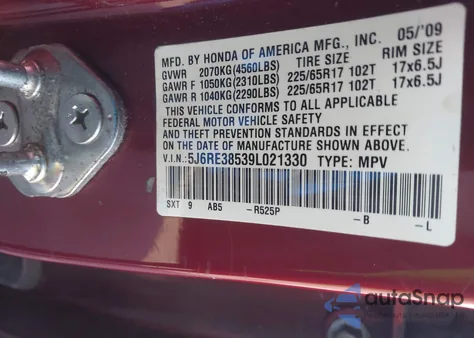 MFD. BY HONDA OF AMERICA MFG., INC. 05/'09
GVWR 2070KG(4560LBS) TIRE SIZE RIM SIZE
GAWR F 1050KG(2310LBS) 225/65R17 102T 17x6.5J
GAWR R 1040KG(2290LBS) 225/65R17 102T 17x6.5J
THIS VEHICLE CONFORMS TO ALL APPLICABLE
FEDERAL MOTOR VEHICLE SAFETY
AND THEFT PREVENTION STANDARDS IN EFFECT
ON THE DATE OF MANUFACTURE SHOWN ABOVE.
V.I.N.: 5J6RE38539L021330 TYPE: MPV
SXT 9 AB5 -R525P -B -L
autoSnap